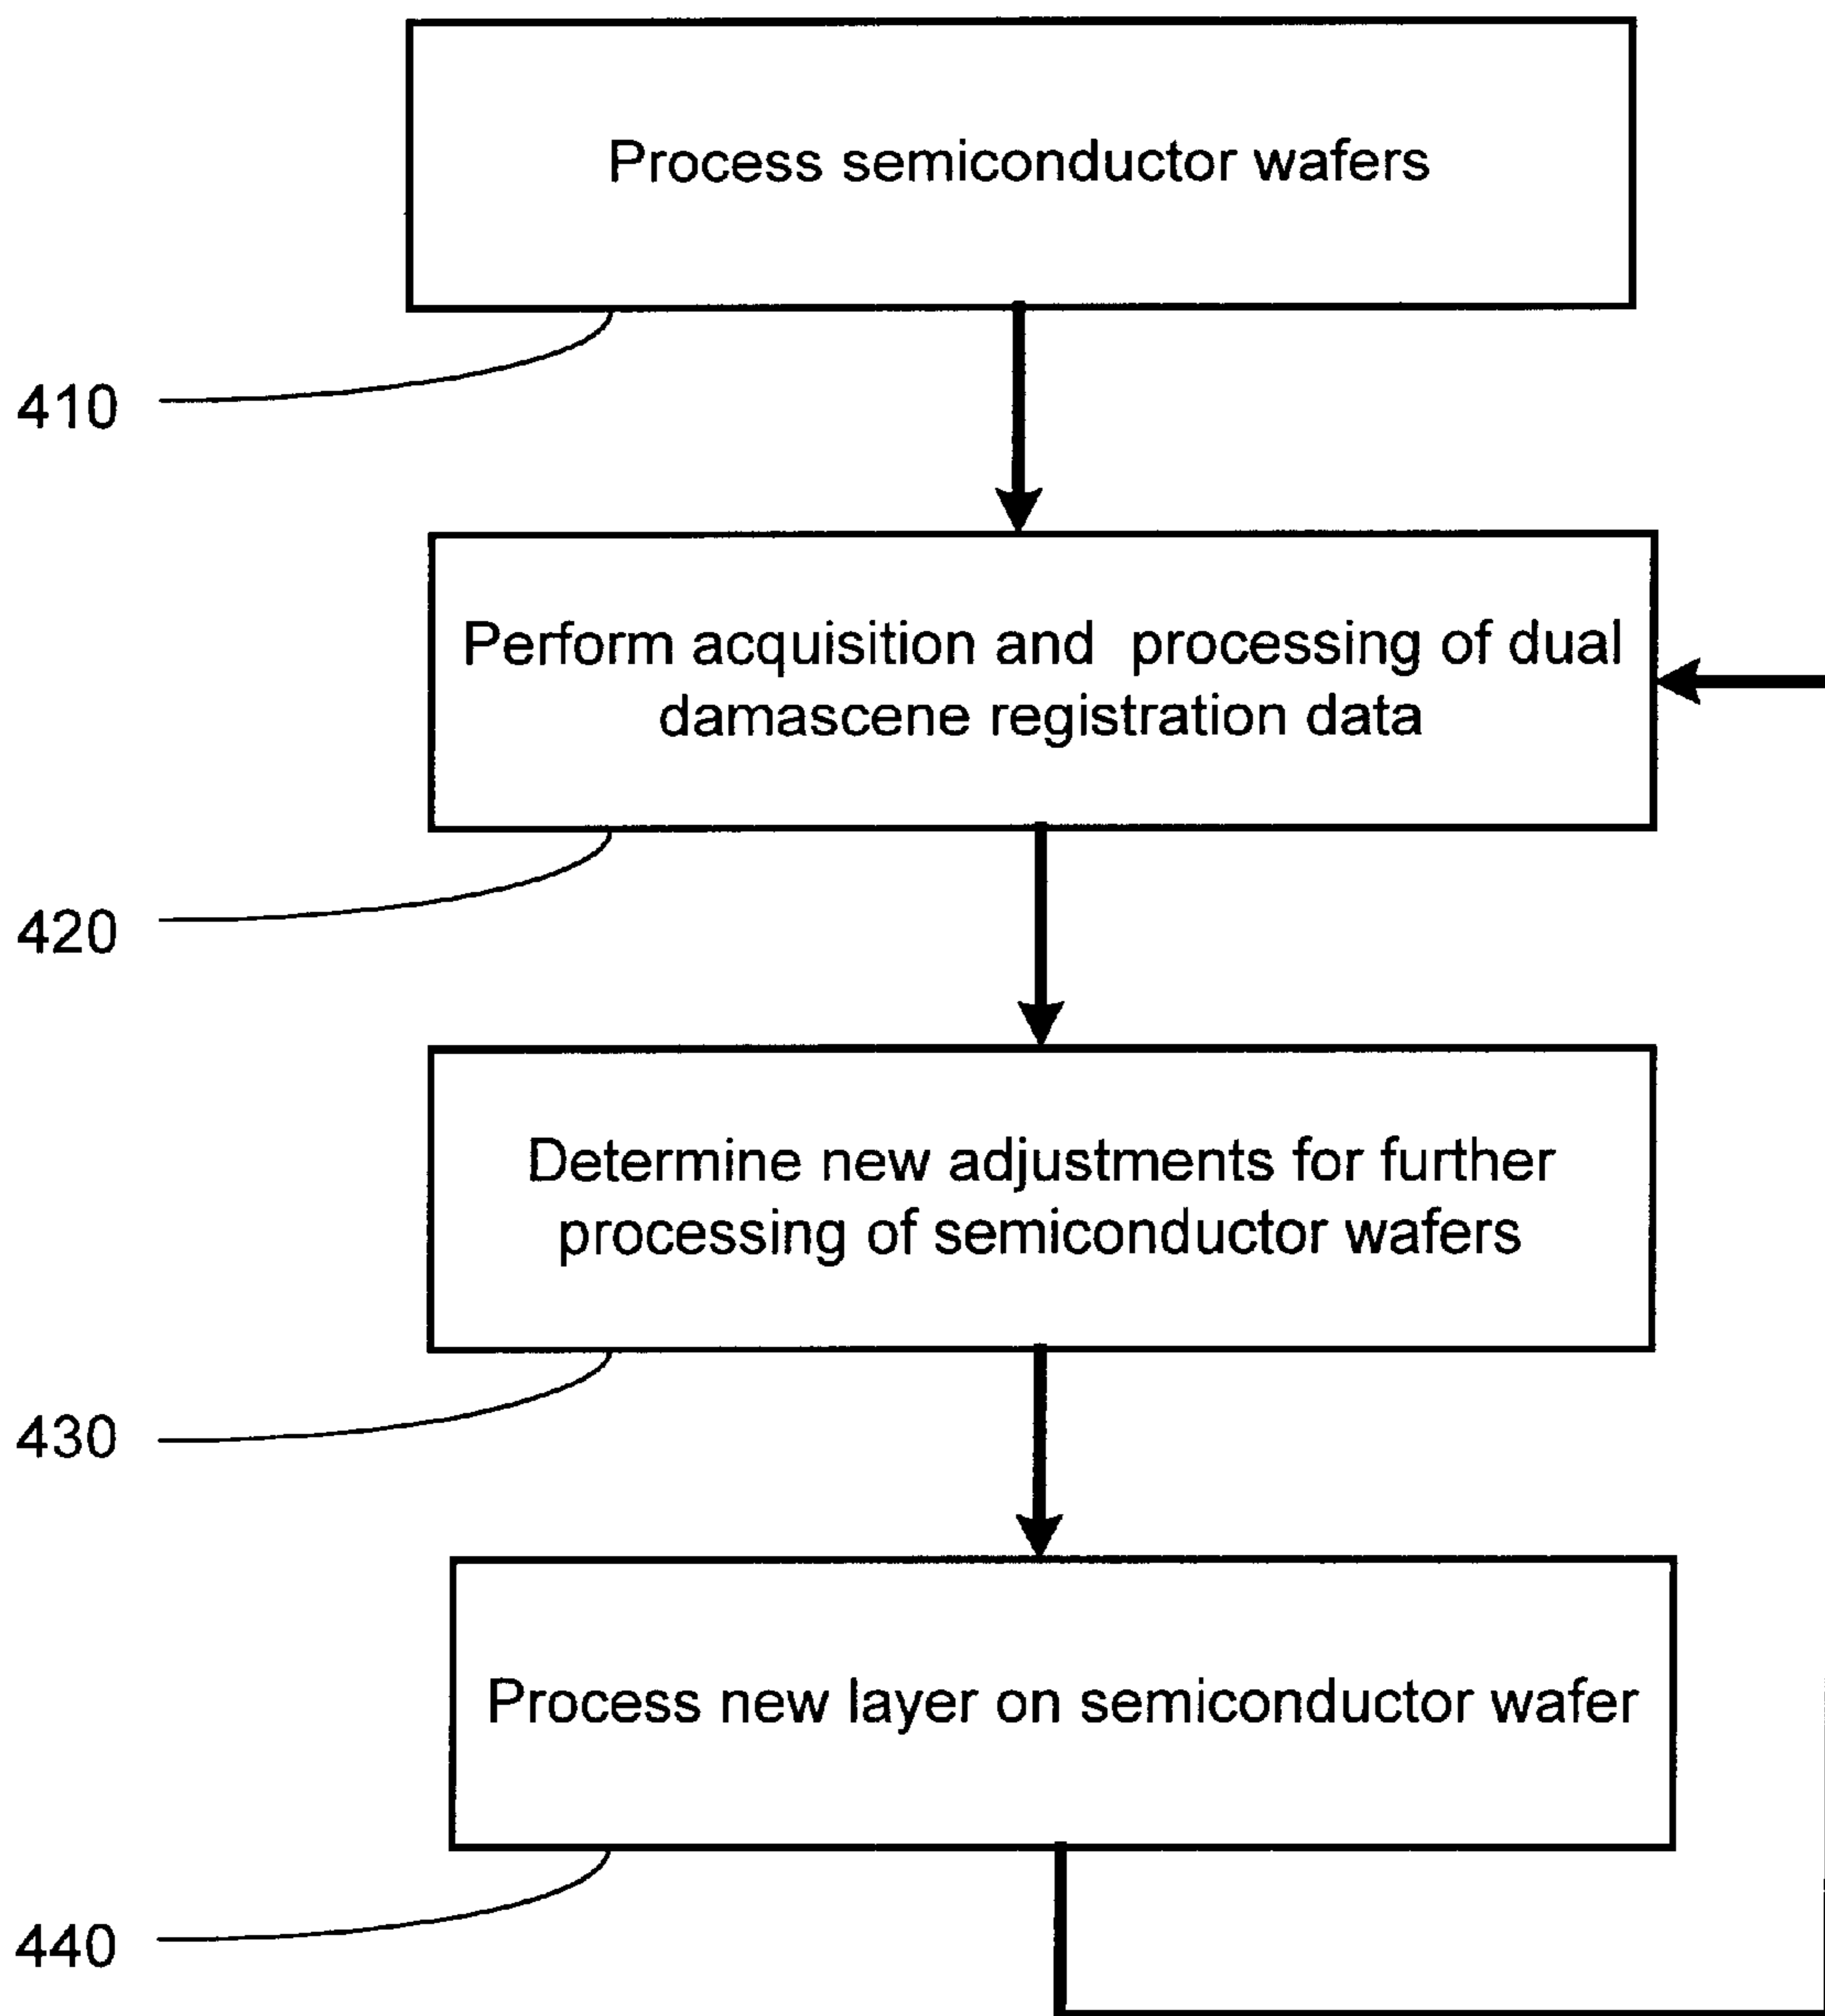 Process semiconductor wafers
410
Perform acquisition and processing of dual
damascene registration data
420
Determine new adjustments for further
processing of semiconductor wafers
430
Process new layer on semiconductor wafer
440